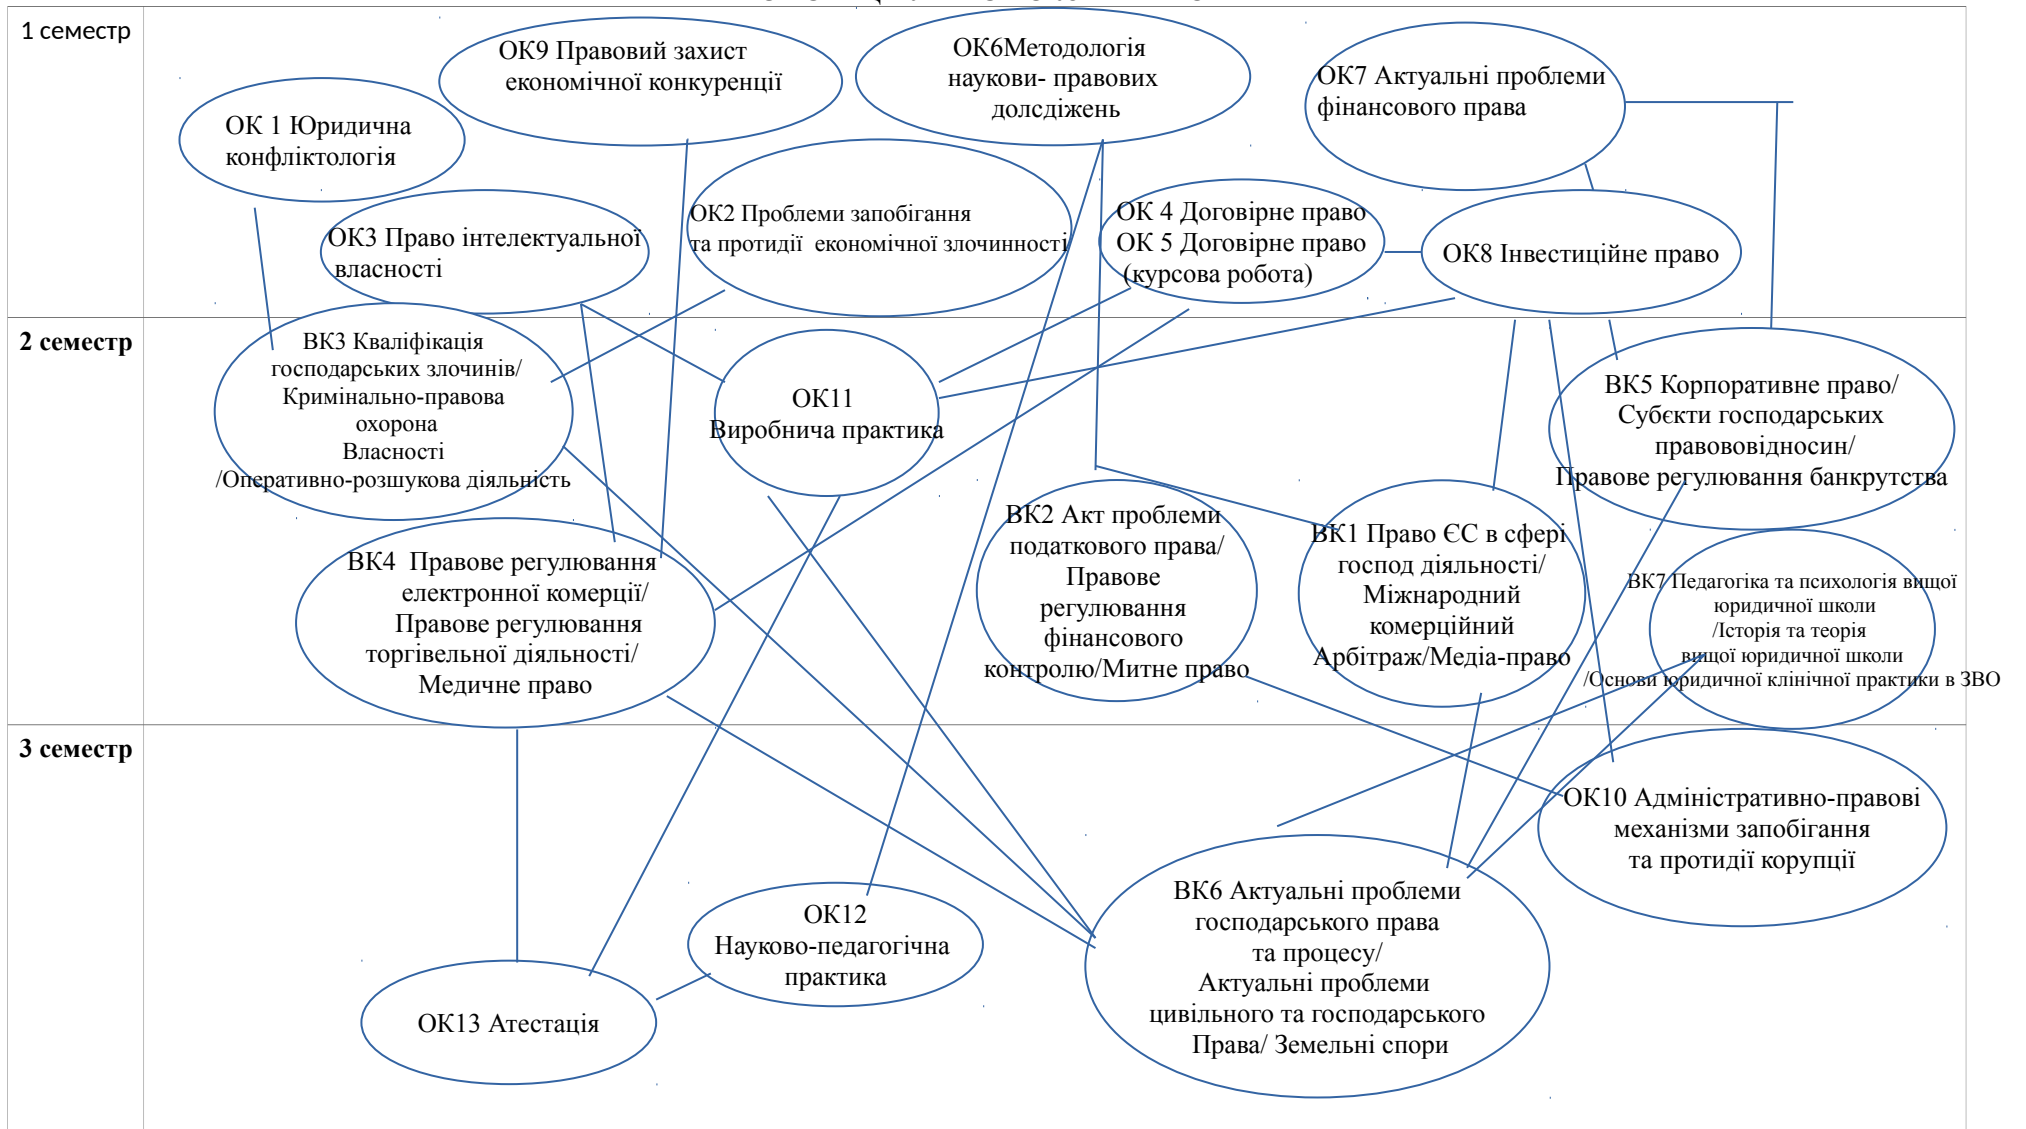 1 семестр
ОК9 Правовий захист
економічної конкуренції
ОК6Методологія
наукови- правових
долсдіжень
ОК7 Актуальні проблеми
фінансового права
ОК 1 Юридична
конфліктологія
ОК3 Право інтелектуальної
власності
ОК2 Проблеми запобігання
та протидії економічної злочинності
ОК 4 Договірне право
ОК 5 Договірне право
(курсова робота)
ОК8 Інвестиційне право
2 семестр
ВК3 Кваліфікація
господарських злочинів/
Кримінально-правова
охорона
Власності
/Оперативно-розшукова діяльність
ОК11
Виробнича практика
ВК5 Корпоративне право/
Субєкти господарських
правововідносин/
Правове регулювання банкрутства
ВК4 Правове регулювання
електронної комерції/
Правове регулювання
торгівельної діяльності/
Медичне право
ВК2 Акт проблеми
податкового права/
Правове
регулювання
фінансового
контролю/Митне право
ВК1 Право ЄС в сфері
господ діяльності/
Міжнародний
комерційний
Арбітраж/Медіа-право
ВК7 Педагогіка та психологія вищої
юридичної школи
/Історія та теорія
вищої юридичної школи
/Основи юридичної клінічної практики в ЗВО
3 семестр
ОК10 Адміністративно-правові
механізми запобігання
та протидії корупції
ОК12
Науково-педагогічна
практика
ВК6 Актуальні проблеми
господарського права
та процесу/
Актуальні проблеми
цивільного та господарського
Права/ Земельні спори
ОК13 Атестація